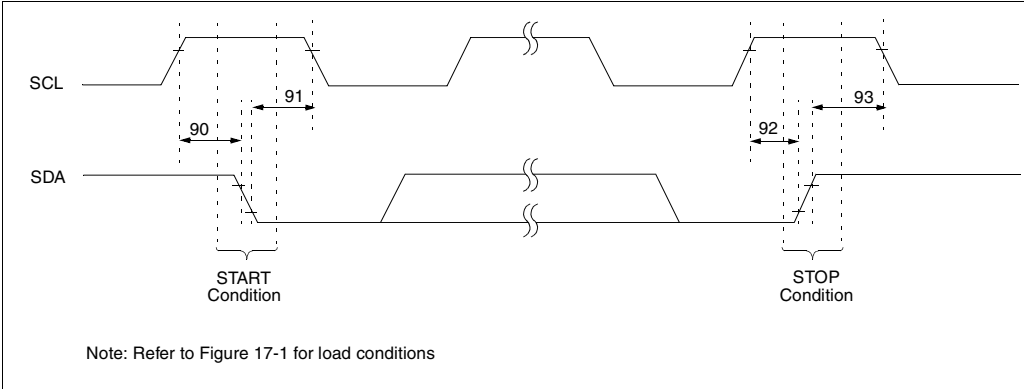 SCL
91
93
90
92
SDA
START
Condition
STOP
Condition
Note: Refer to Figure 17-1 for load conditions